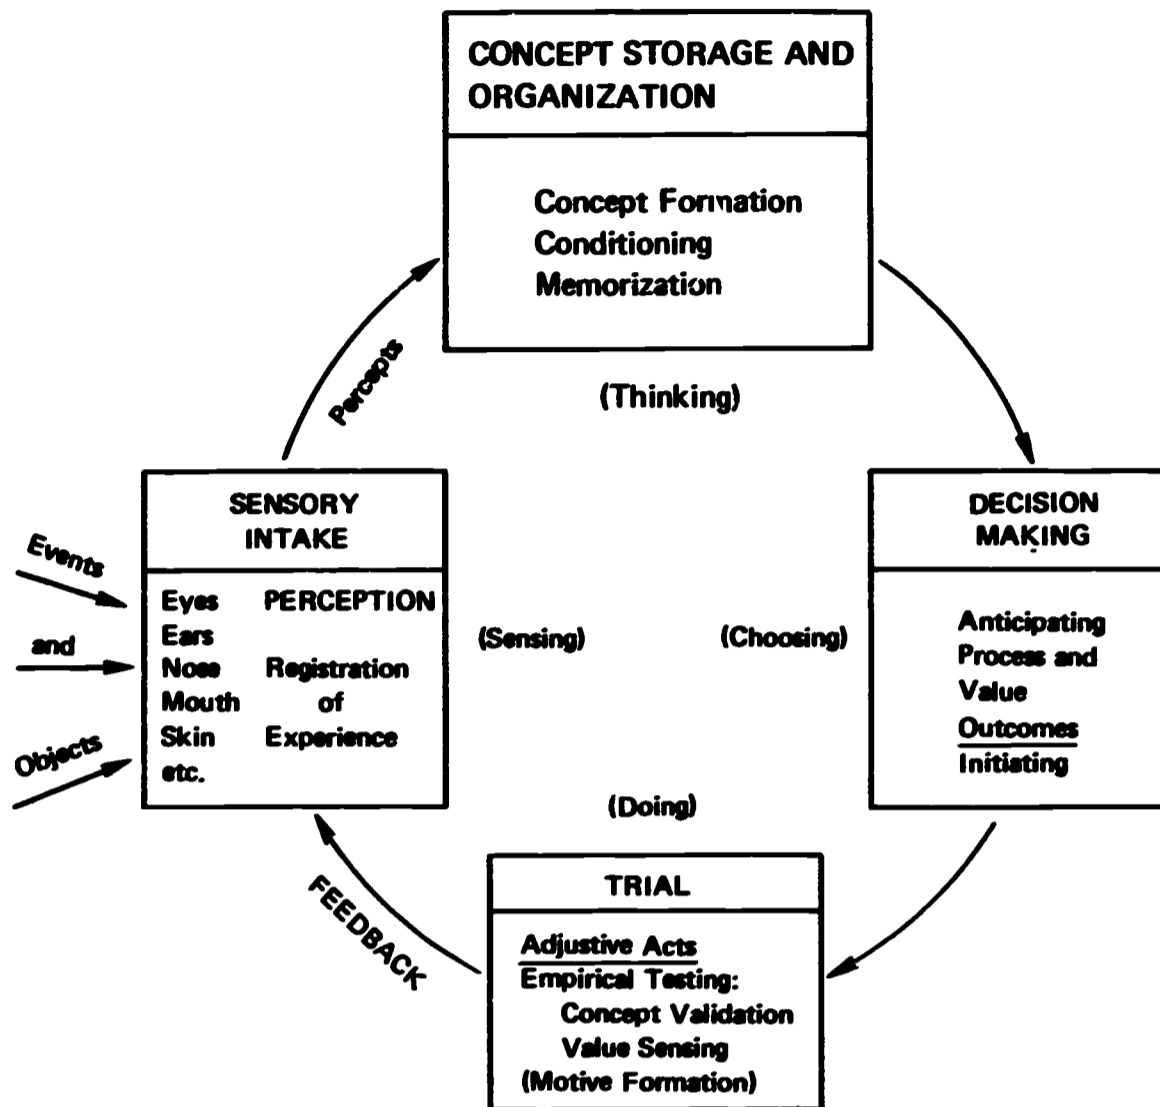 CONCEPT STORAGE AND
ORGANIZATION
Concept Formation
Conditioning
Memorization
Percepts
(Thinking)
SENSORY
INTAKE
Events
and
Objects
Eyes PERCEPTION
Ears
Nose Registration
Mouth of
Skin Experience
etc.
(Sensing)
(Choosing)
DECISION
MAKING
Anticipating
Process and
Value
Outcomes
Initiating
(Doing)
FEEDBACK
TRIAL
Adjustive Acts
Empirical Testing:
Concept Validation
Value Sensing
(Motive Formation)